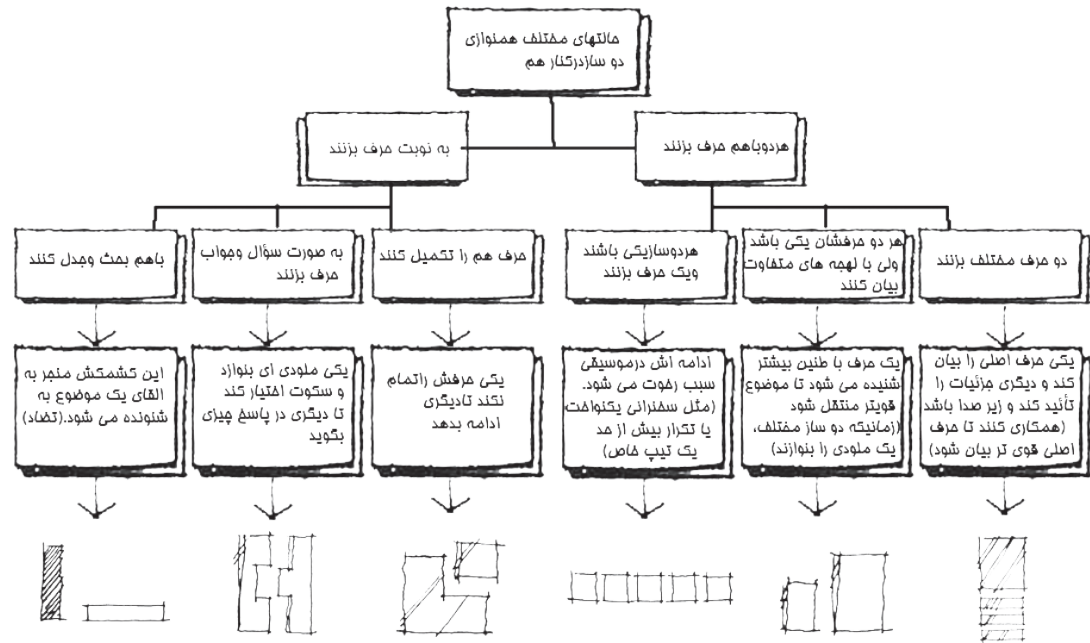 حالتهای مختلف همنوازی
دو سازدرکنار هم
هردوباهم حرف بزنند
به نوبت حرف بزنند
دو حرف مختلف بزنند
هر دو حرفشان یکی باشد
ولی با لهجه های متفاوت
بیان کنند
هردوسازیکی باشند
ویک حرف بزنند
حرف هم را تکمیل کنند
به صورت سؤال وجواب
حرف بزنند
باهم بحث وجدل کنند
یکی حرف اصلی را بیان
کند و دیگری جزئیات را
تأئید کند و زیر صدا باشد
(همکاری کنند تا حرف
اصلی قوی تر بیان شود)
یک حرف با طنین بیشتر
شنیده می شود تا موضوع
قویتر منتقل شود
(زمانیکه دو ساز مختلف،
یک ملودی را بنوازند)
ادامه اش درموسیقی
سبب رخوت می شود.
(مثل سخنرانی یکنواخت
یا تکرار بیش از حد
یک تیپ خاص)
یکی حرفش راتمام
نکند تادیگری
ادامه بدهد
یکی ملودی ای بنوازد
و سکوت اختیار کند
تا دیگری در پاسخ چیزی
بگوید
این کشمکش منجر به
القای یک موضوع به
شنونده می شود.(تضاد)